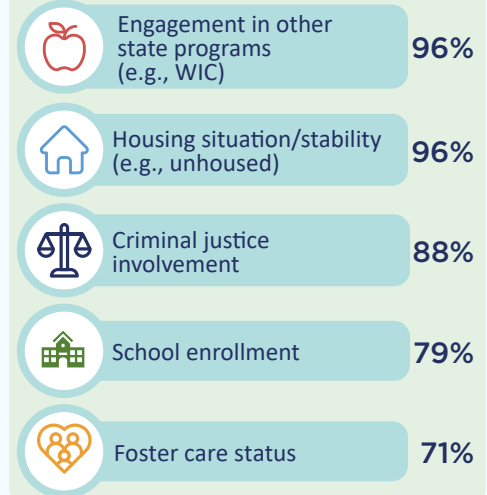 Engagement in other
state programs
(e.g., WIC)
96%
Housing situation/stability
(e.g., unhoused)
96%
Criminal justice
involvement
88%
School enrollment
79%
Foster care status
71%